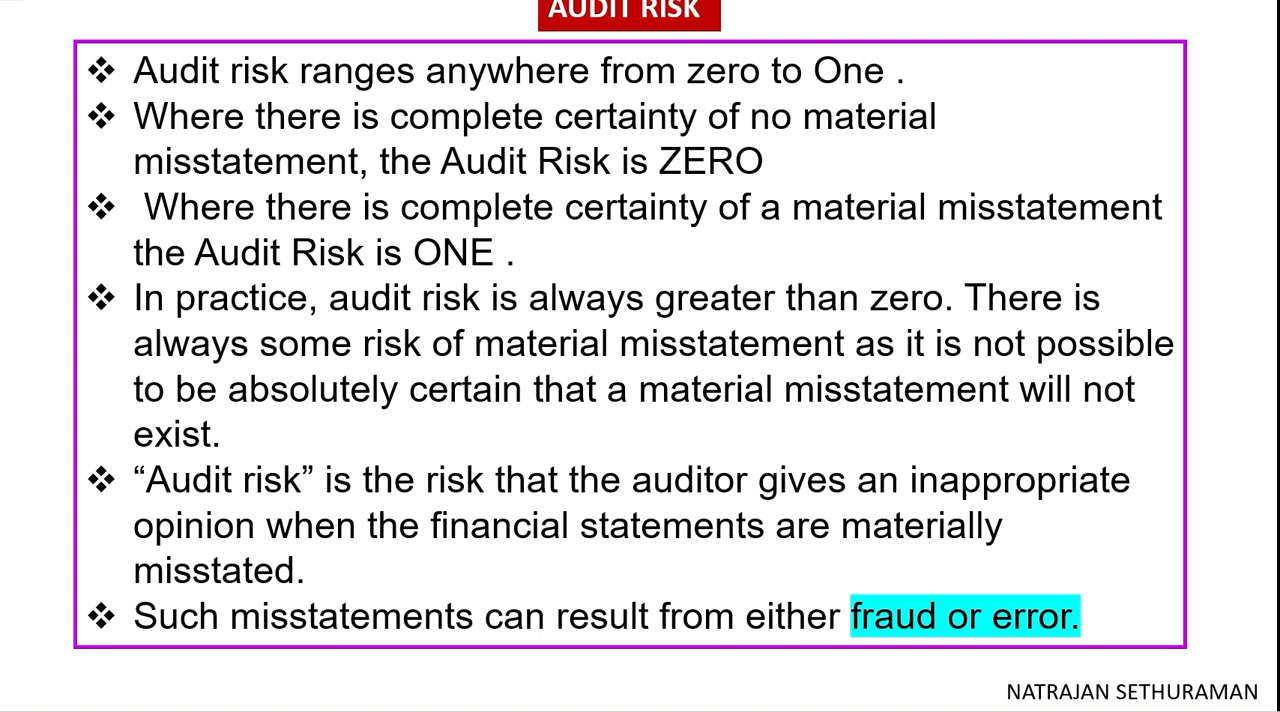 AUDIT RISK
❖ Audit risk ranges anywhere from zero to One .
❖ Where there is complete certainty of no material
misstatement, the Audit Risk is ZERO
❖ Where there is complete certainty of a material misstatement
the Audit Risk is ONE .
❖ In practice, audit risk is always greater than zero. There is
always some risk of material misstatement as it is not possible
to be absolutely certain that a material misstatement will not
exist.
❖ “Audit risk” is the risk that the auditor gives an inappropriate
opinion when the financial statements are materially
misstated.
❖ Such misstatements can result from either fraud or error.
NATRAJAN SETHURAMAN